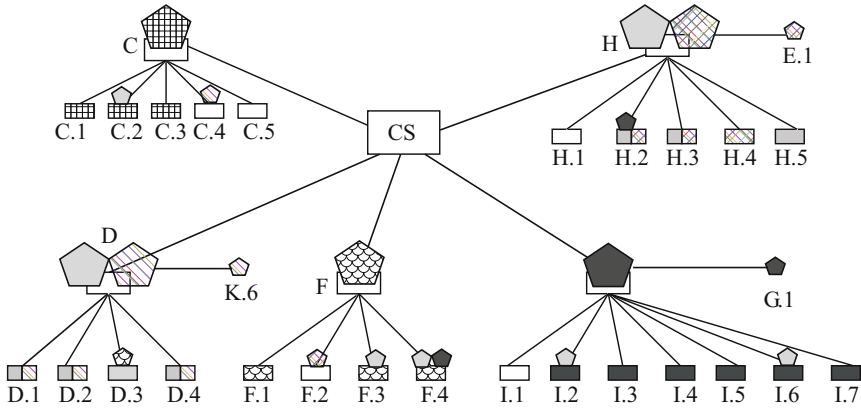 C
H
E.1
C.1 C.2 C.3 C.4 C.5
CS
H.1 H.2 H.3 H.4 H.5
D
K.6
F
G.1
D.1 D.2 D.3 D.4
F.1 F.2 F.3 F.4
I.1 I.2 I.3 I.4 I.5 I.6 I.7